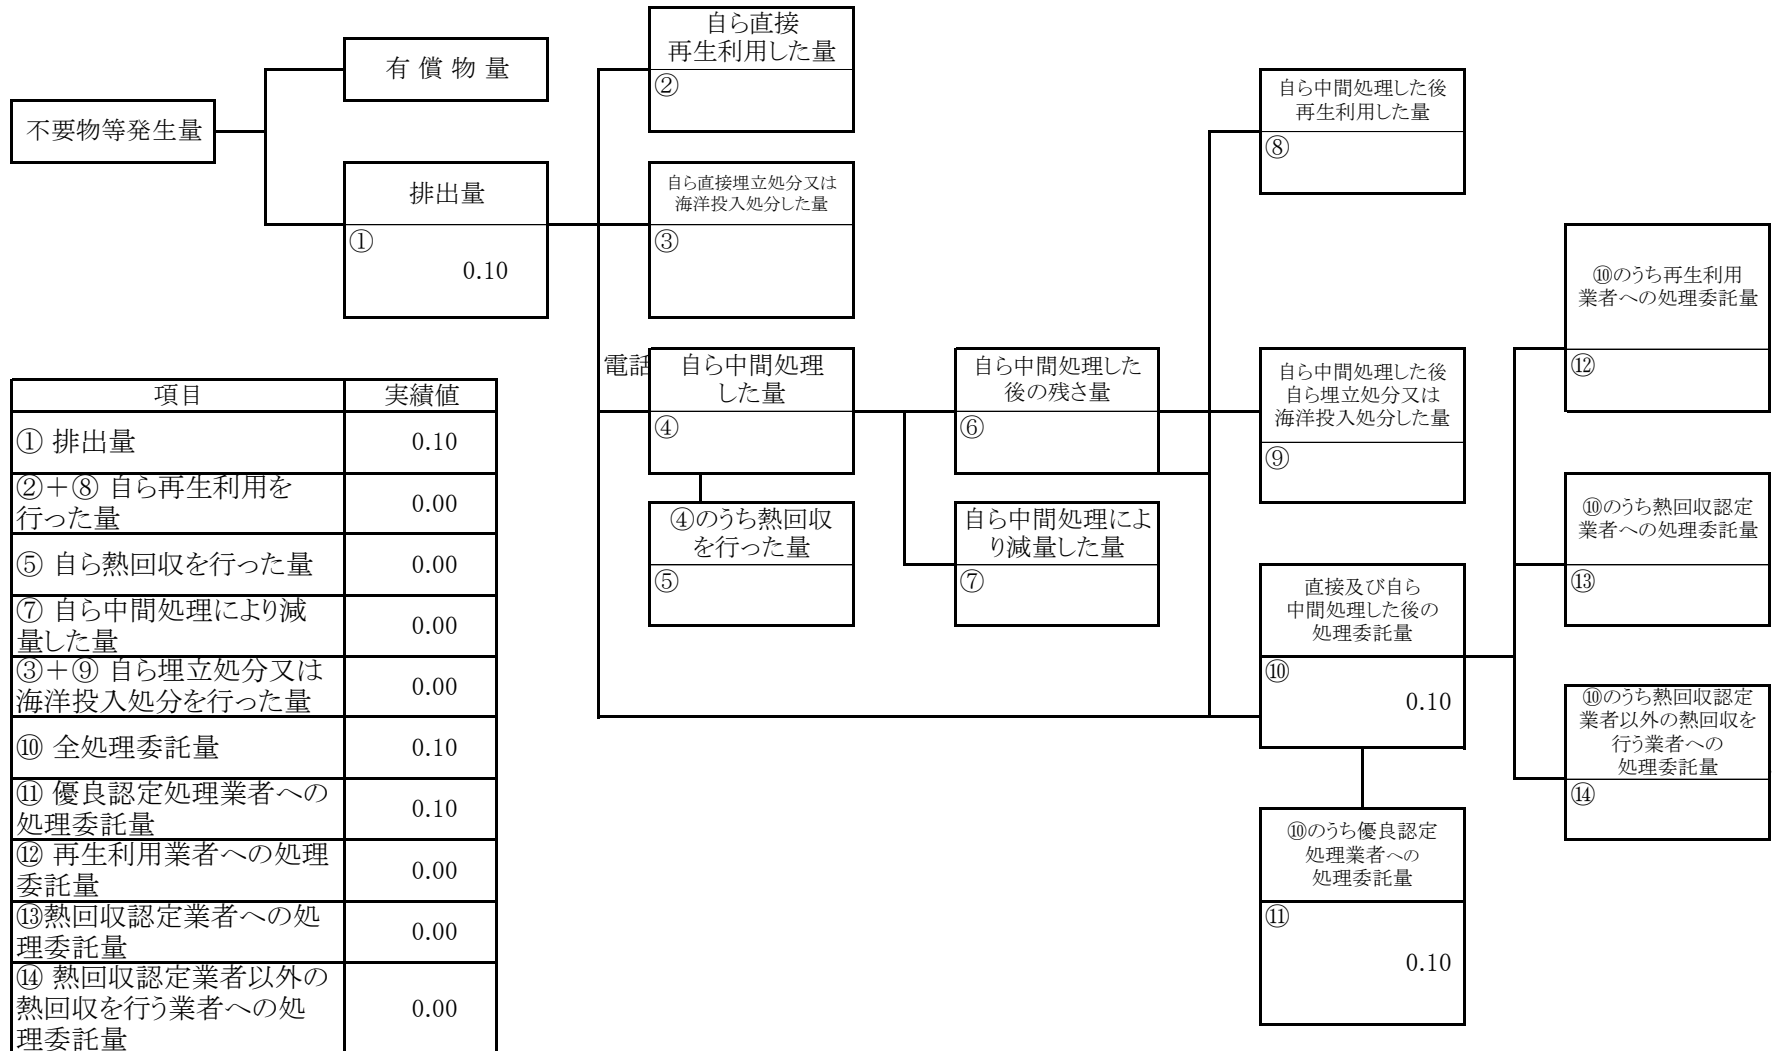 不要物等発生量
有 償 物 量
排出量
①
0.10
自ら直接
再生利用した量
②
自ら直接埋立処分又は
海洋投入処分した量
③
電話
自ら中間処理
した量
④
④のうち熱回収
を行った量
⑤
自ら中間処理した
後の残さ量
⑥
自ら中間処理によ
り減量した量
⑦
自ら中間処理した後
再生利用した量
⑧
自ら中間処理した後
自ら埋立処分又は
海洋投入処分した量
⑨
直接及び自ら
中間処理した後の
処理委託量
⑩
0.10
⑩のうち優良認定
処理業者への
処理委託量
⑪
0.10
⑩のうち再生利用
業者への処理委託量
⑫
⑩のうち熱回収認定
業者への処理委託量
⑬
⑩のうち熱回収認定
業者以外の熱回収を
行う業者への
処理委託量
⑭
項目 実績値
① 排出量 0.10
②＋⑧ 自ら再生利用を
行った量 0.00
⑤ 自ら熱回収を行った量 0.00
⑦ 自ら中間処理により減
量した量 0.00
③＋⑨ 自ら埋立処分又は
海洋投入処分を行った量 0.00
⑩ 全処理委託量 0.10
⑪ 優良認定処理業者への
処理委託量 0.10
⑫ 再生利用業者への処理
委託量 0.00
⑬熱回収認定業者への処
理委託量 0.00
⑭ 熱回収認定業者以外の
熱回収を行う業者への処
理委託量 0.00